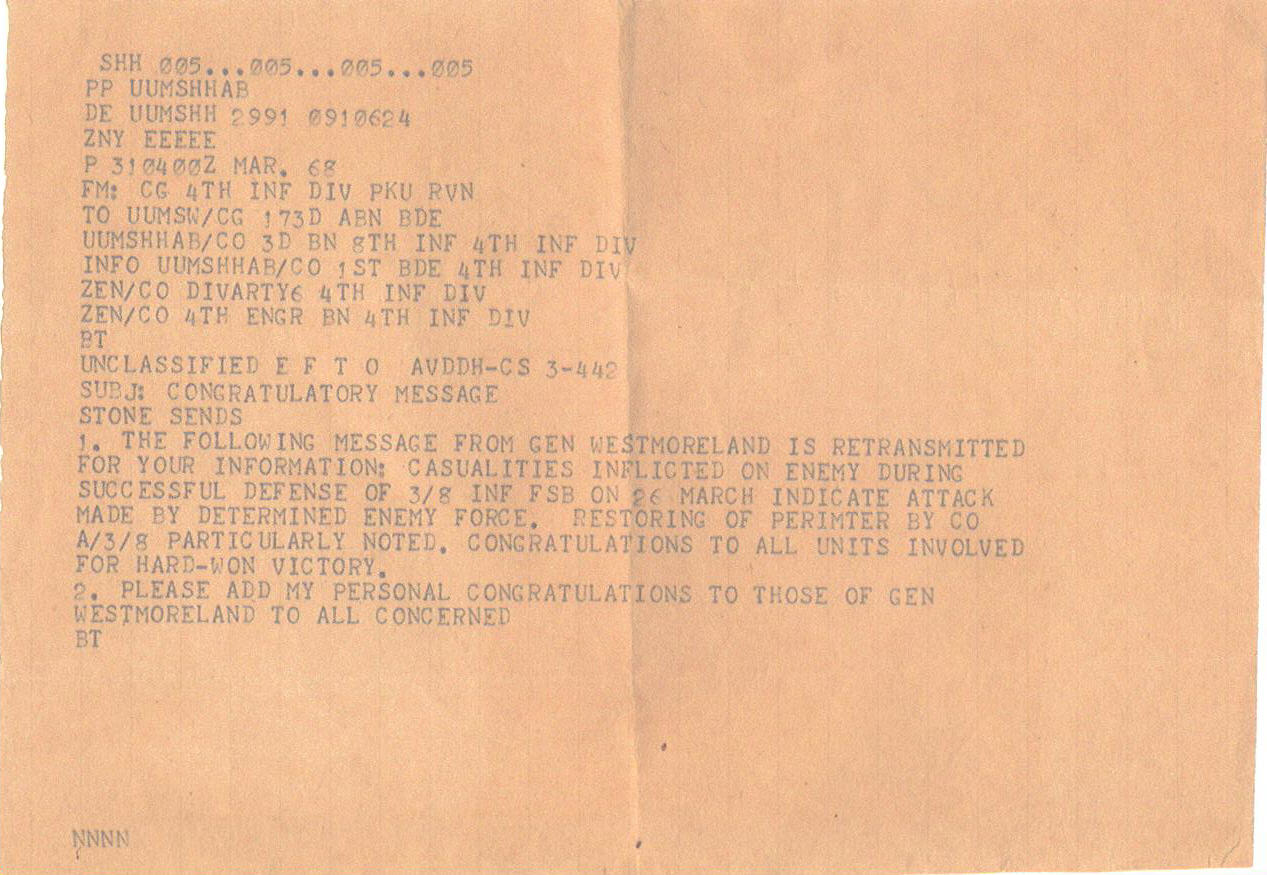 SHH 005...005...005...005
PP UUMSHHAB
DE UUMSHH 2991 0910624
ZNY EEEEE
P 310400Z MAR. 68
FM: CG 4TH INF DIV PKU RVN
TO UUMSW/CG 173D ABN BDE
UUMSHHAB/CO 3D BN 8TH INF 4TH INF DIV
INFO UUMSHHAB/CO 1ST BDE 4TH INF DIV
ZEN/CO DIVARTY6 4TH INF DIV
ZEN/CO 4TH ENGR BN 4TH INF DIV
BT
UNCLASSIFIED E F T O AVDDH-CS 3-442
SUBJ: CONGRATULATORY MESSAGE
STONE SENDS
1. THE FOLLOWING MESSAGE FROM GEN WESTMORELAND IS RETRANSMITTED
FOR YOUR INFORMATION: CASUALITIES INFLICTED ON ENEMY DURING
SUCCESSFUL DEFENSE OF 3/8 INF FSB ON 26 MARCH INDICATE ATTACK
MADE BY DETERMINED ENEMY FORCE. RESTORING OF PERIMTER BY CO
A/3/8 PARTICULARLY NOTED. CONGRATULATIONS TO ALL UNITS INVOLVED
FOR HARD-WON VICTORY.
2. PLEASE ADD MY PERSONAL CONGRATULATIONS TO THOSE OF GEN
WESTMORELAND TO ALL CONCERNED
BT
NNNN